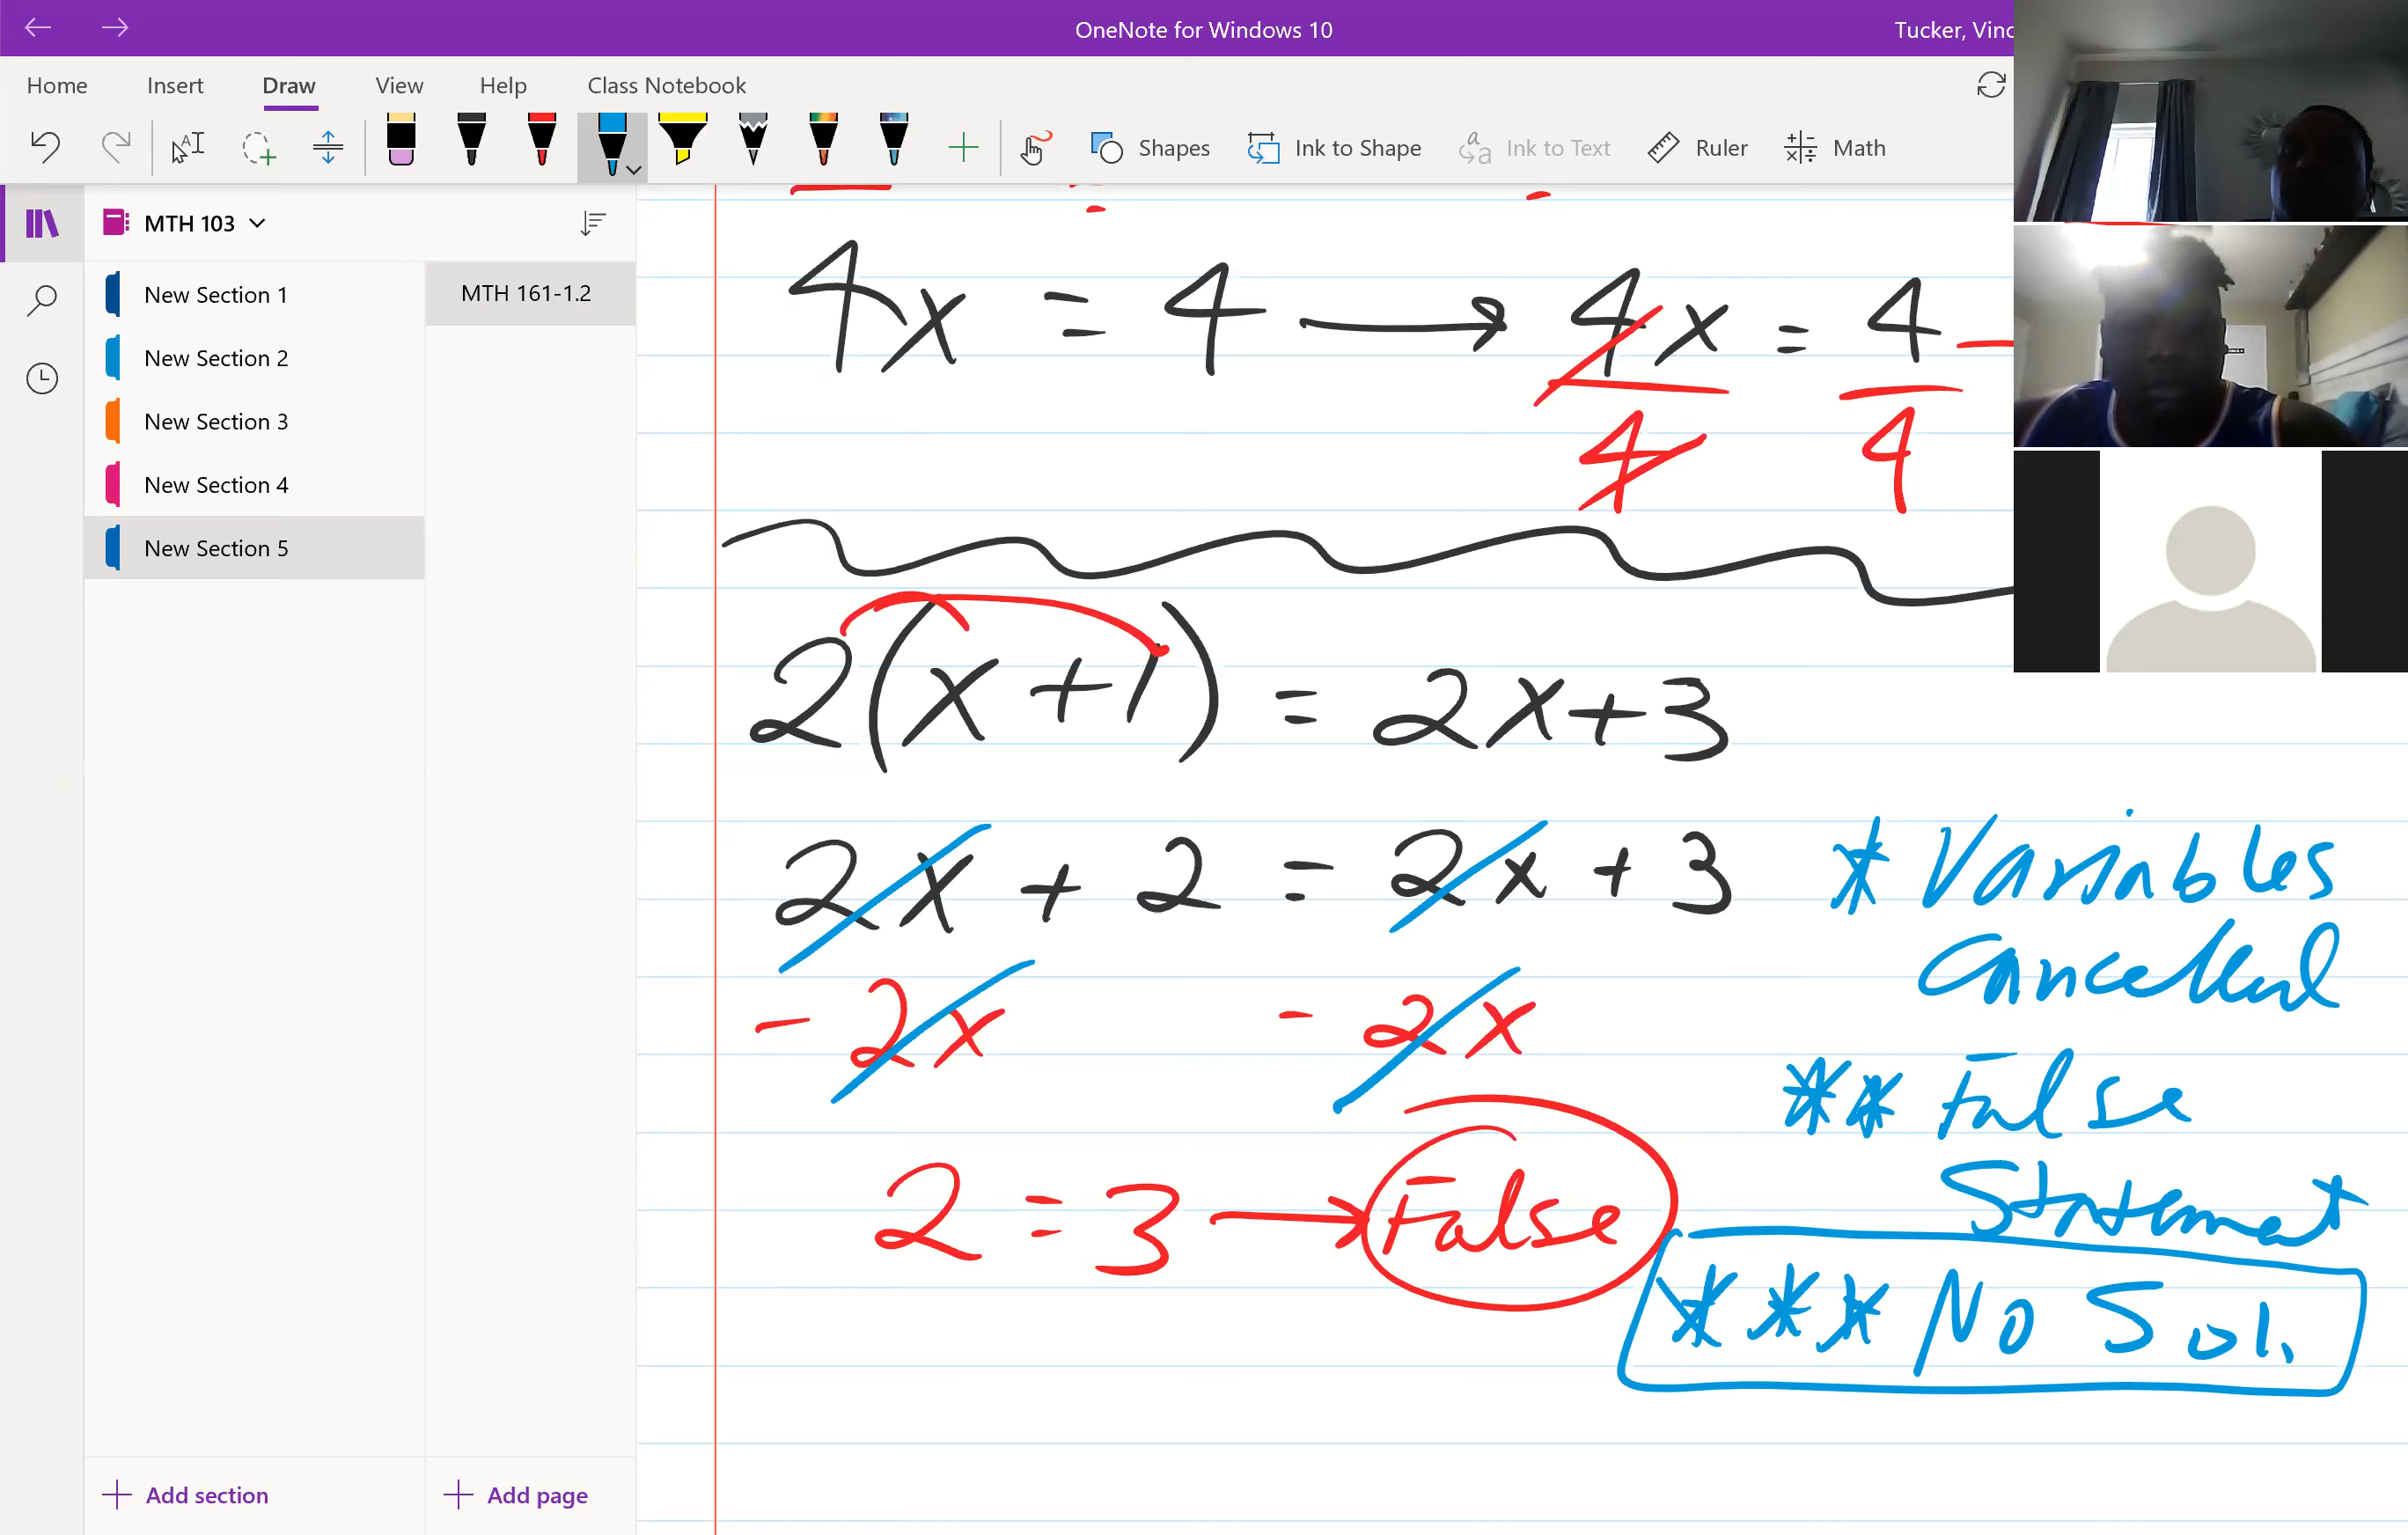 OneNote for Windows 10
Tucker, Vinc
Home Insert Draw View Help Class Notebook
Shapes Ink to Shape Ink to Text Ruler Math
MTH 103
New Section 1
New Section 2
New Section 3
New Section 4
New Section 5
MTH 161-1.2
4x = 4 → 4x = 4
4 4
2(x+1) = 2x+3
2x + 2 = 2x + 3
- 2x - 2x
2 = 3 → False
* Variables
Cancelled
** False
Statement
*** No Sol.
+ Add section
+ Add page